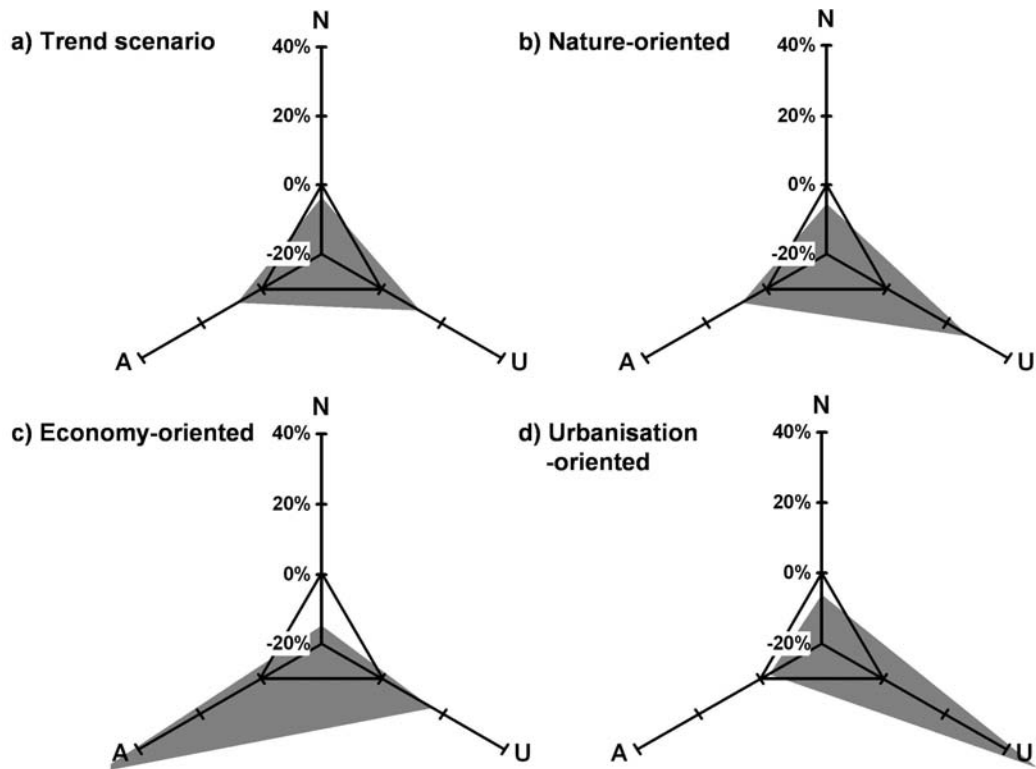 a) Trend scenario
N
40%
20%
0%
-20%
A
U
b) Nature-oriented
N
40%
20%
0%
-20%
A
U
c) Economy-oriented
N
40%
20%
0%
-20%
A
U
d) Urbanisation
-oriented
N
40%
20%
0%
-20%
A
U